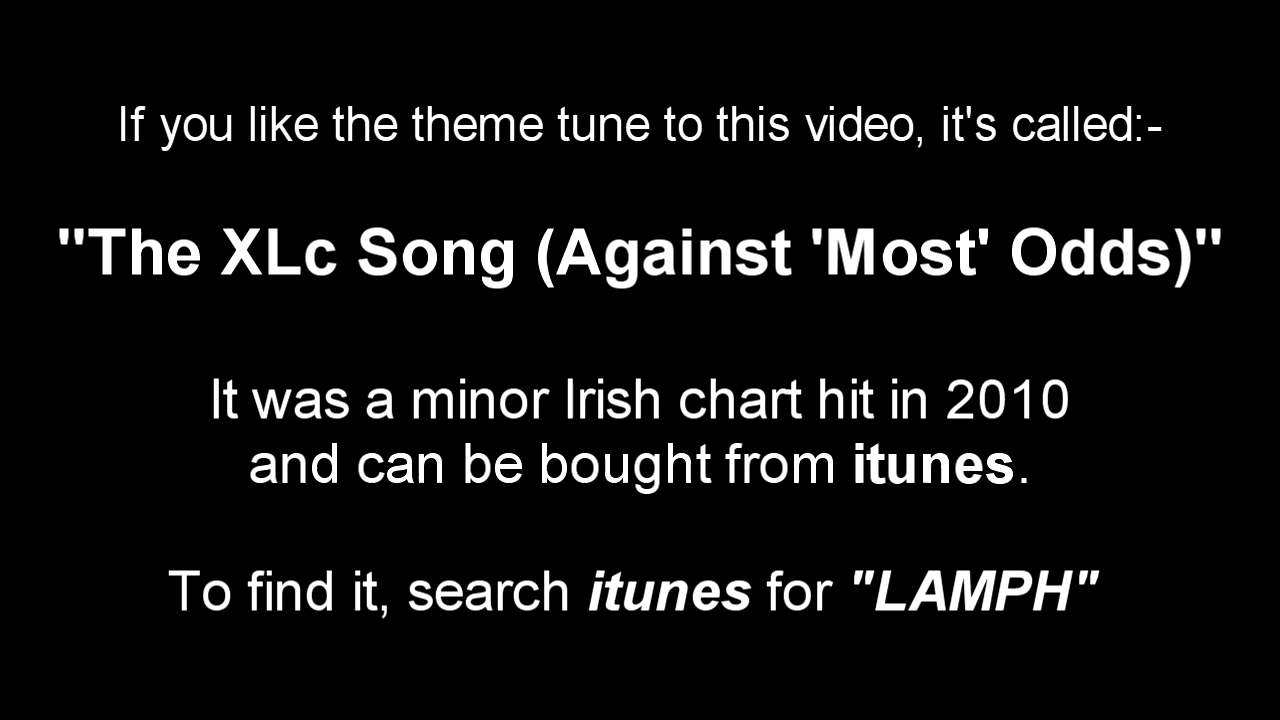 If you like the theme tune to this video, it's called:-
"The XLc Song (Against 'Most' Odds)"
It was a minor Irish chart hit in 2010
and can be bought from itunes.
To find it, search itunes for "LAMPH"